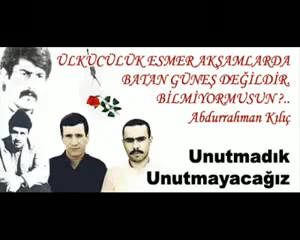 ÜLKÜCÜLÜK ESMER AKŞAMLARDA
BATAN GÜNEŞ DEĞİLDİR.
BİLMİYORMUSUN?..
Abdurrahman Kılıç
Unutmadık
Unutmayacağız